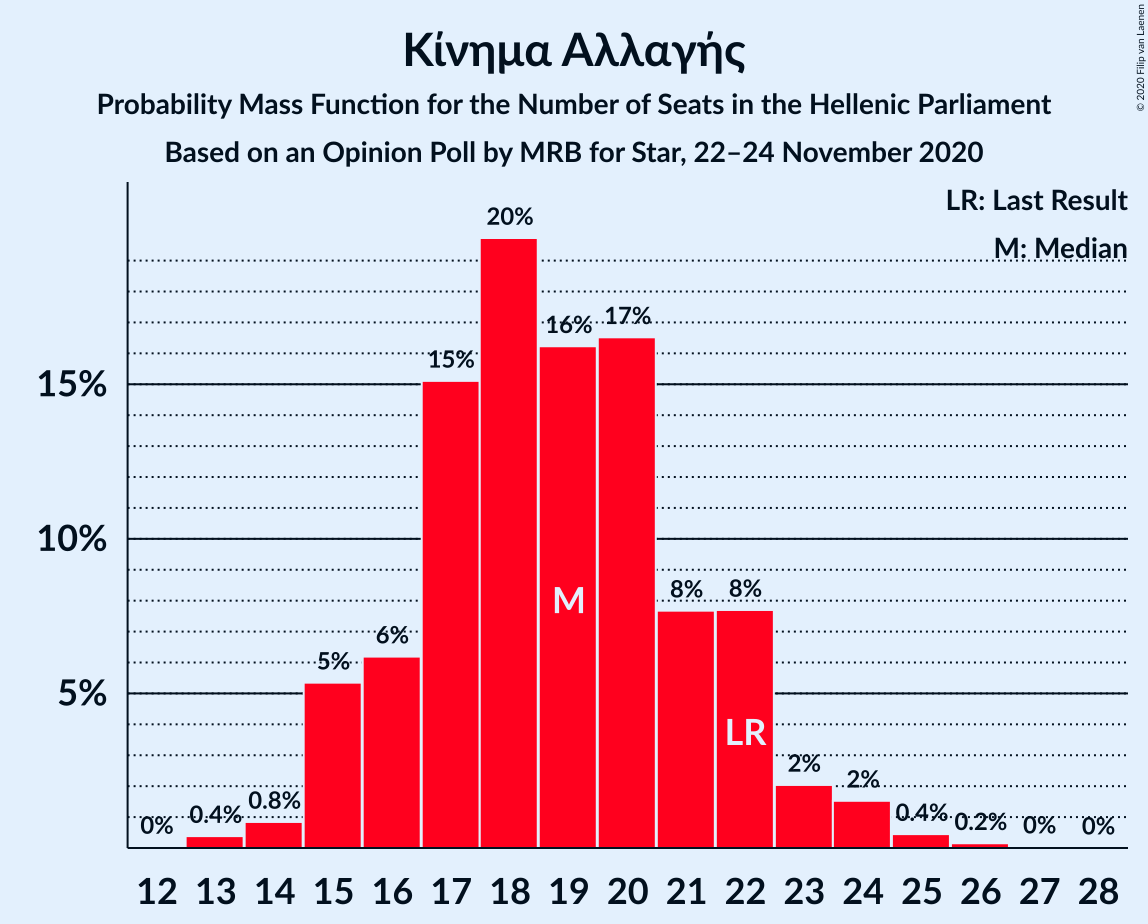 Κίνημα Αλλαγής
Probability Mass Function for the Number of Seats in the Hellenic Parliament
Based on an Opinion Poll by MRB for Star, 22–24 November 2020
© 2020 Filip van Laenen
LR: Last Result
M: Median
20%
17%
16%
15%
15%
10%
8%
8%
M
6%
5%
5%
LR
2%
2%
0.8%
0.4%
0.4%
0.2%
0%
0%
0%
12 13 14 15 16 17 18 19 20 21 22 23 24 25 26 27 28